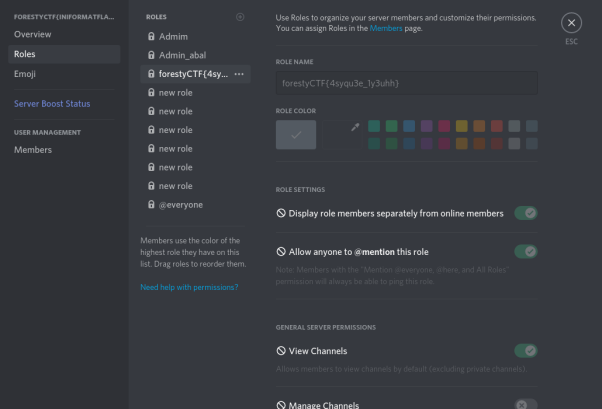 FORESTYCTF{INIFORMATFLA...
Overview
Roles
Emoji
Server Boost Status
USER MANAGEMENT
Members
ROLES
Admim
Admin_abal
forestyCTF{4sy... •••
new role
new role
new role
new role
new role
new role
@everyone
Members use the color of the
highest role they have on this
list. Drag roles to reorder them.
Need help with permissions?
Use Roles to organize your server members and customize their permissions.
You can assign Roles in the Members page.
ROLE NAME
forestyCTF{4syqu3e_1y3uhh}
ROLE COLOR
ROLE SETTINGS
Display role members separately from online members
Allow anyone to @mention this role
Note: Members with the "Mention @everyone, @here, and All Roles"
permission will always be able to ping this role.
GENERAL SERVER PERMISSIONS
View Channels
Allows members to view channels by default (excluding private channels).
Manage Channels
ESC